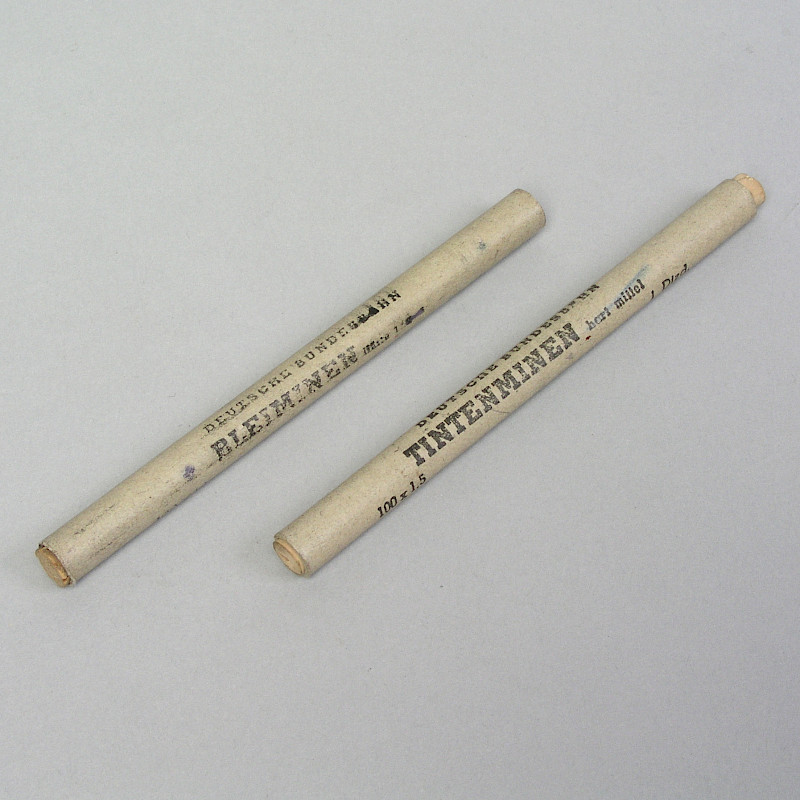 DEUTSCHE BUNDESBAHN
BLEIMINEN
DEUTSCHE BUNDESBAHN
TINTENMINEN hart mittel
100 x 1.5